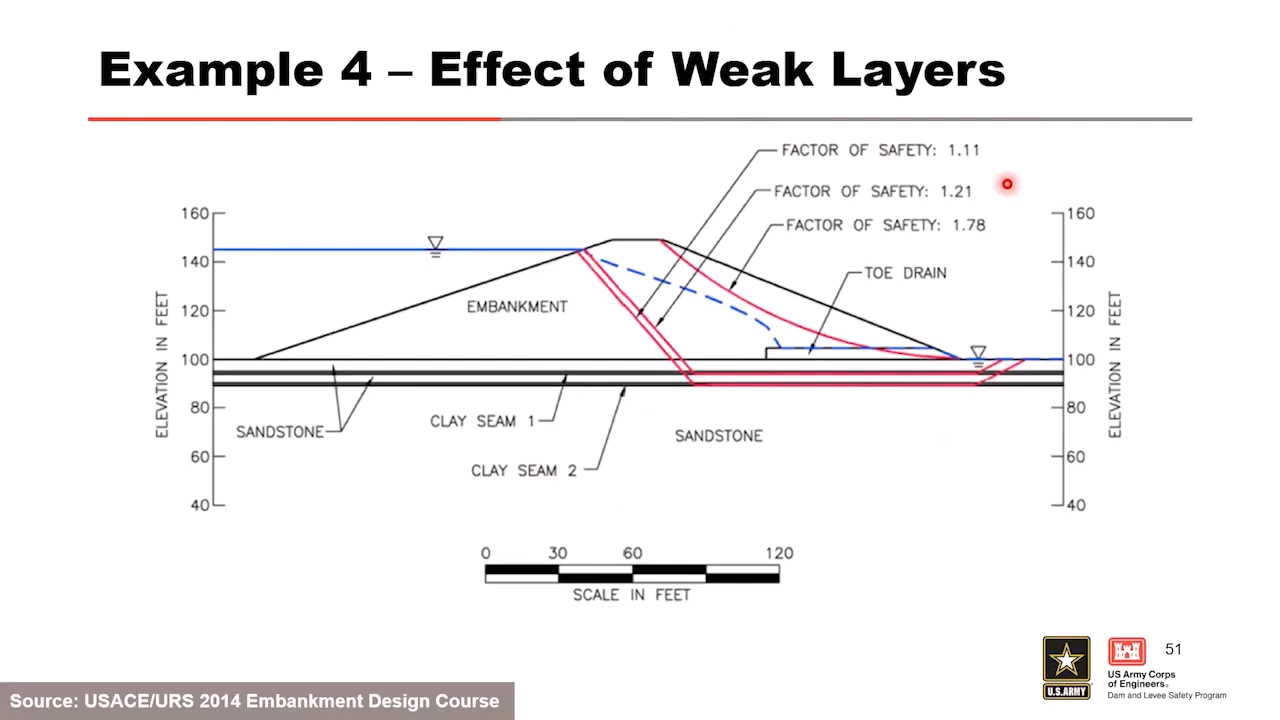 Example 4 – Effect of Weak Layers
FACTOR OF SAFETY: 1.11
FACTOR OF SAFETY: 1.21
FACTOR OF SAFETY: 1.78
TOE DRAIN
160
140
120
100
80
60
40
ELEVATION IN FEET
EMBANKMENT
SANDSTONE
CLAY SEAM 1
CLAY SEAM 2
SANDSTONE
160
140
120
100
80
60
40
ELEVATION IN FEET
0 30 60 120
SCALE IN FEET
U.S.ARMY
US Army Corps
of Engineers®
Dam and Levee Safety Program
51
Source: USACE/URS 2014 Embankment Design Course